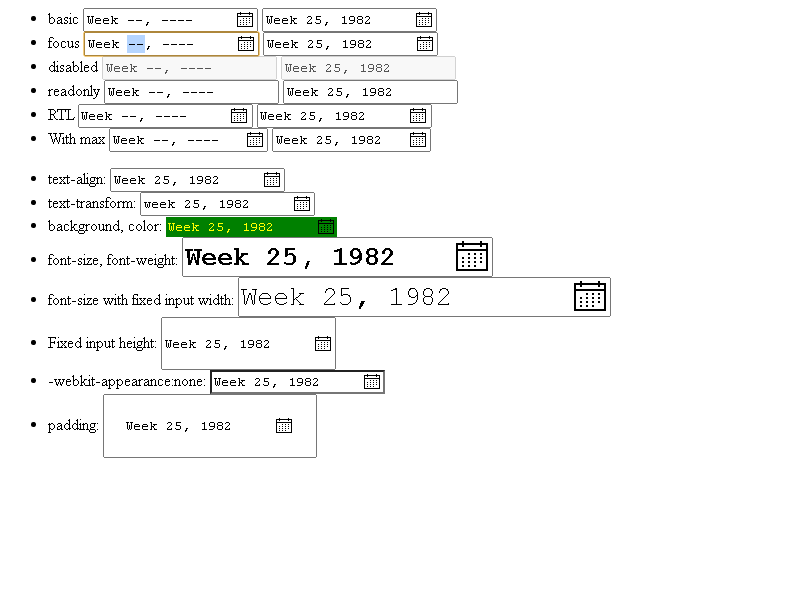 basic Week --, ---- Week 25, 1982
focus Week --, ---- Week 25, 1982
disabled Week --, ---- Week 25, 1982
readonly Week --, ---- Week 25, 1982
RTL Week --, ---- Week 25, 1982
With max Week --, ---- Week 25, 1982
text-align: Week 25, 1982
text-transform: week 25, 1982
background, color: Week 25, 1982
font-size, font-weight: Week 25, 1982
font-size with fixed input width: Week 25, 1982
Fixed input height: Week 25, 1982
-webkit-appearance:none: Week 25, 1982
padding: Week 25, 1982